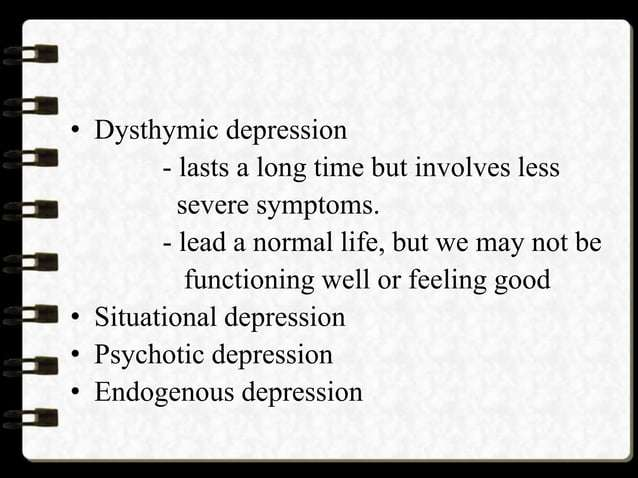 • Dysthymic depression
- lasts a long time but involves less
severe symptoms.
- lead a normal life, but we may not be
functioning well or feeling good
• Situational depression
• Psychotic depression
• Endogenous depression